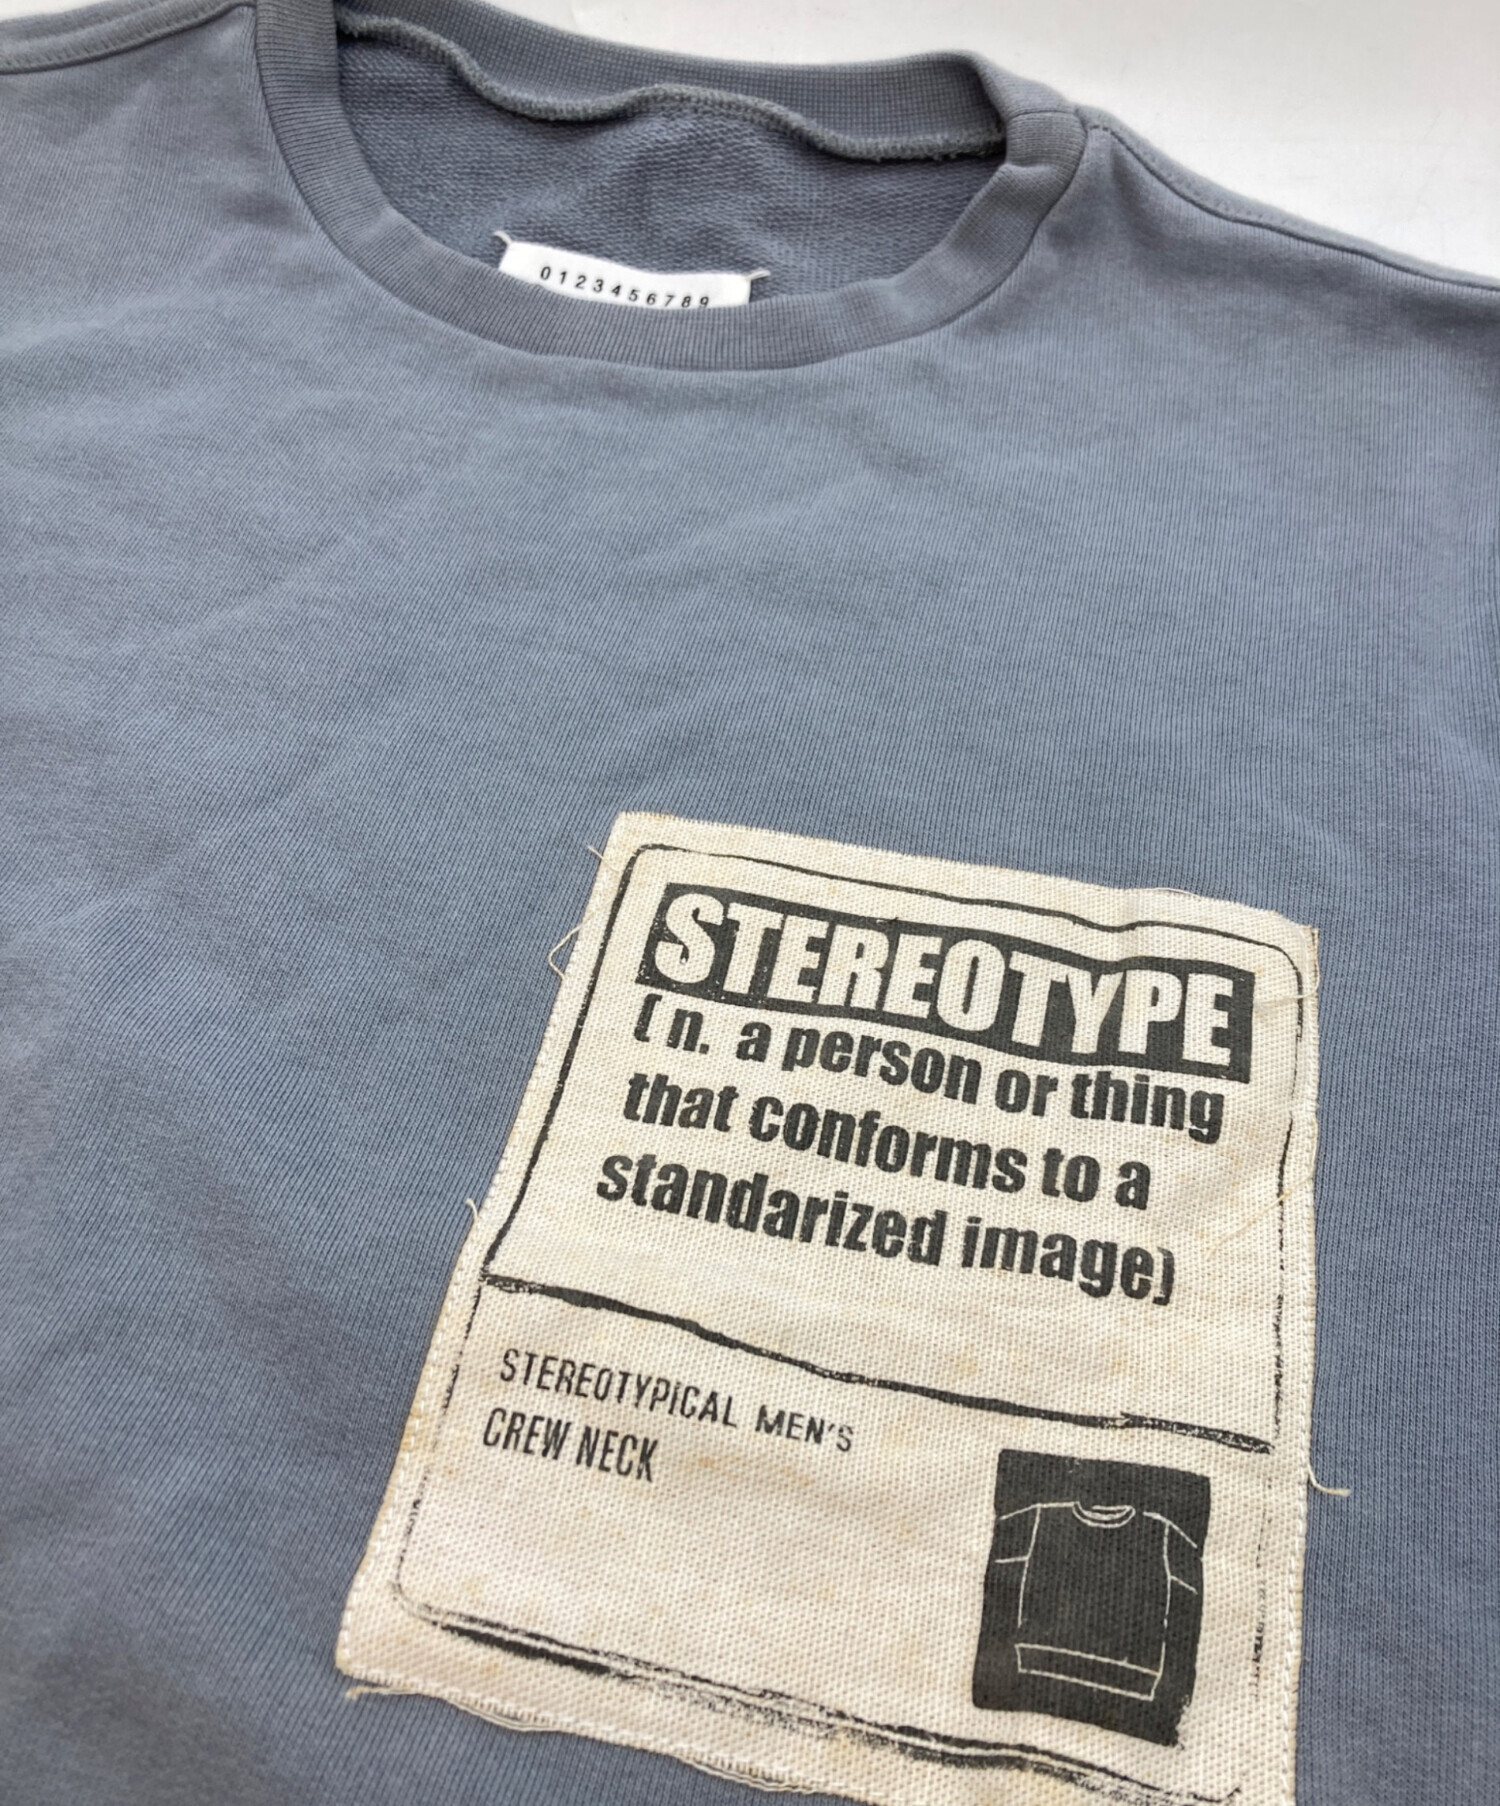 0123456789
STEREOTYPE
(n. a person or thing
that conforms to a
standarized image)
STEREOTYPICAL MEN'S
CREW NECK